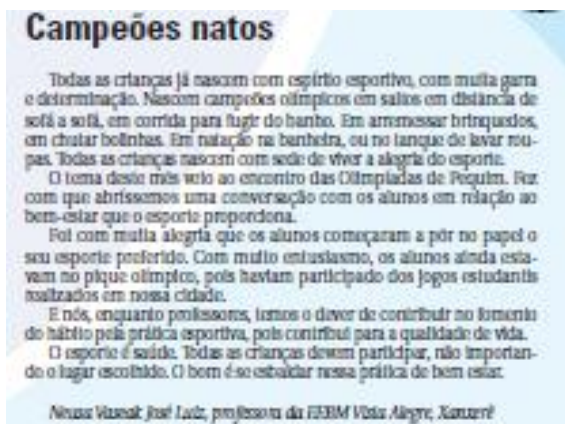 Campeões natos
Todas as crianças já nascem com espírito esportivo, com muita garra
e determinação. Nascem campeões olímpicos em saltos em distância de
sofá a sofá, em corrida para fugir do banho. Em arremessar brinquedos,
em chutar bolinhas. Em natação na banheira, ou no tanque de lavar rou-
pas. Todas as crianças nascem com sede de viver a alegria do esporte.
O tema deste mês veio ao encontro das Olimpíadas de Pequim. Fez
com que abríssemos uma conversação com os alunos em relação ao
bem-estar que o esporte proporciona.
Foi com muita alegria que os alunos começaram a pôr no papel o
seu esporte preferido. Com muito entusiasmo, os alunos ainda esta-
vam no pique olímpico, pois haviam participado dos jogos estudantis
realizados em nossa cidade.
E nós, enquanto professores, temos o dever de contribuir no fomento
do hábito pela prática esportiva, pois contribui para a qualidade de vida.
O esporte é saúde. Todas as crianças devem participar, não importan-
do o lugar escolhido. O bom é se esbaldar nessa prática de bem estar.
Neusa José Luiz, professora da EEBM Vista Alegre, Xanxerê